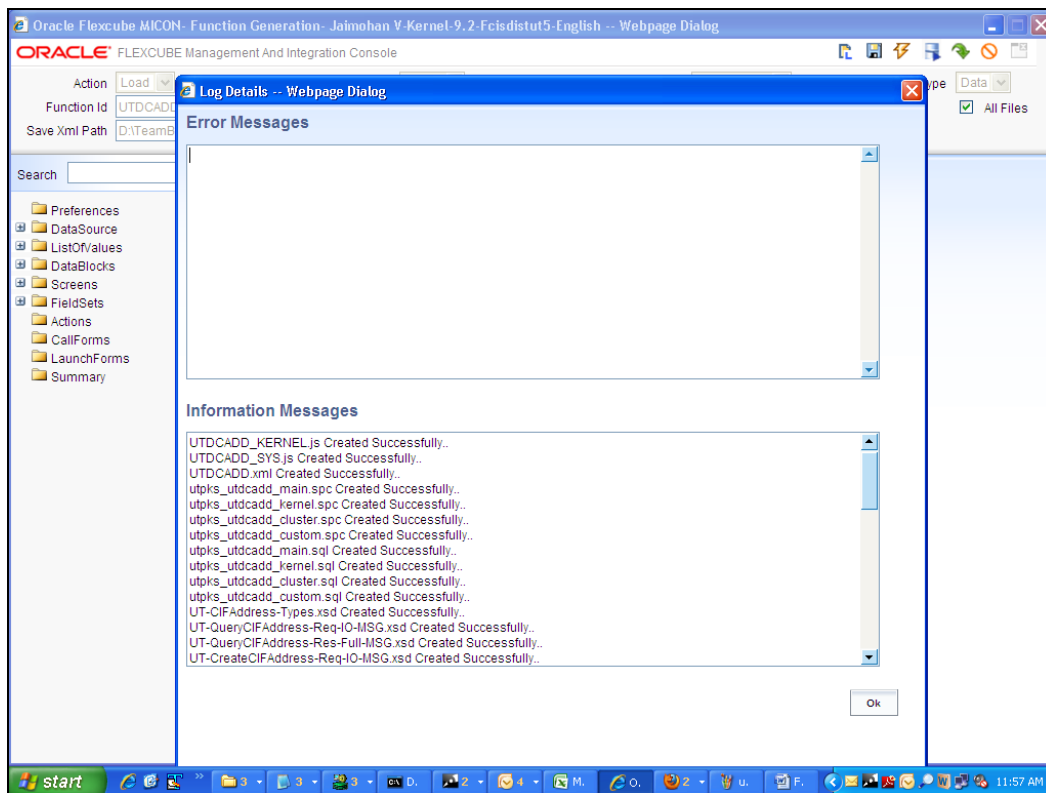 Oracle Flexcube MICON- Function Generation- Jaimohan V-Kernel-9.2-Fcisdistut5-English -- Webpage Dialog
ORACLE FLEXCUBE Management And Integration Console
Action Load
ype Data
Function Id UTDCADD
All Files
Save Xml Path D:\TeamB
Log Details -- Webpage Dialog
Error Messages
Search
Preferences
DataSource
ListOfValues
DataBlocks
Screens
FieldSets
Actions
CallForms
LaunchForms
Summary
Information Messages
UTDCADD_KERNEL.js Created Successfully..
UTDCADD_SYS.js Created Successfully..
UTDCADD.xml Created Successfully..
utpks_utdcadd_main.spc Created Successfully..
utpks_utdcadd_kernel.spc Created Successfully..
utpks_utdcadd_cluster.spc Created Successfully..
utpks_utdcadd_custom.spc Created Successfully..
utpks_utdcadd_main.sql Created Successfully..
utpks_utdcadd_kernel.sql Created Successfully..
utpks_utdcadd_cluster.sql Created Successfully..
utpks_utdcadd_custom.sql Created Successfully..
UT-CIFAddress-Types.xsd Created Successfully..
UT-QueryCIFAddress-Req-IO-MSG.xsd Created Successfully..
UT-QueryCIFAddress-Res-Full-MSG.xsd Created Successfully..
UT-CreateCIFAddress-Req-IO-MSG.xsd Created Successfully..
Ok
start 3 3 3 D. 2 4 M. O. 2 u. F. 11:57 AM